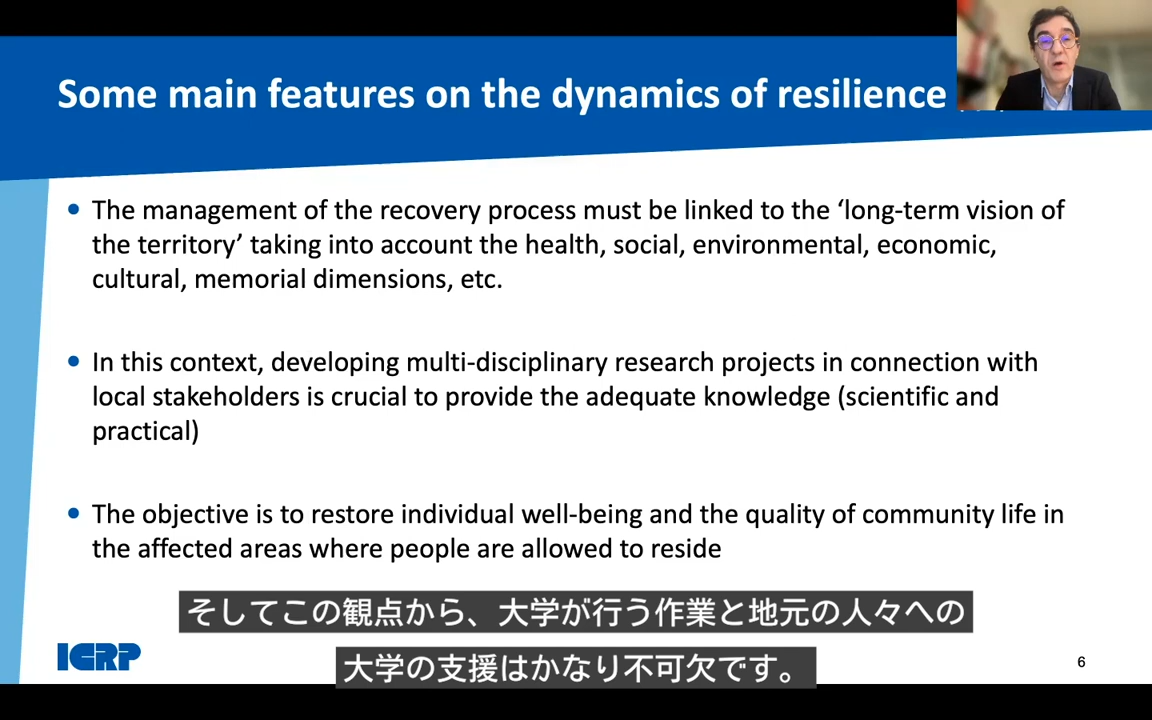 Some main features on the dynamics of resilience
• The management of the recovery process must be linked to the ‘long-term vision of
the territory’ taking into account the health, social, environmental, economic,
cultural, memorial dimensions, etc.
• In this context, developing multi-disciplinary research projects in connection with
local stakeholders is crucial to provide the adequate knowledge (scientific and
practical)
• The objective is to restore individual well-being and the quality of community life in
the affected areas where people are allowed to reside
そしてこの観点から、大学が行う作業と地元の人々への
大学の支援はかなり不可欠です。
ICRP
6